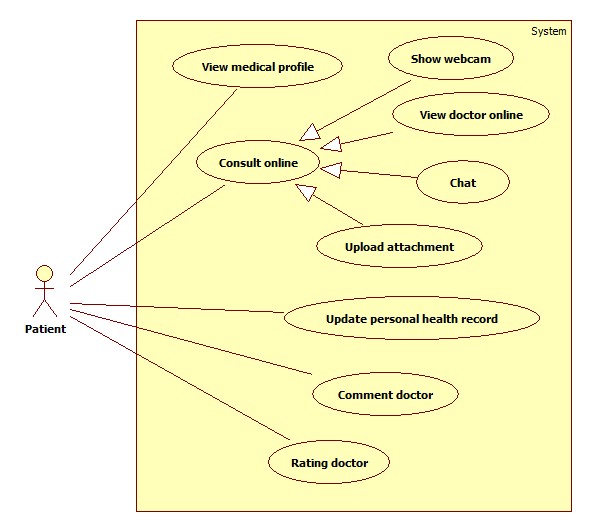 System
View medical profile
Show webcam
View doctor online
Consult online
Chat
Upload attachment
Patient
Update personal health record
Comment doctor
Rating doctor